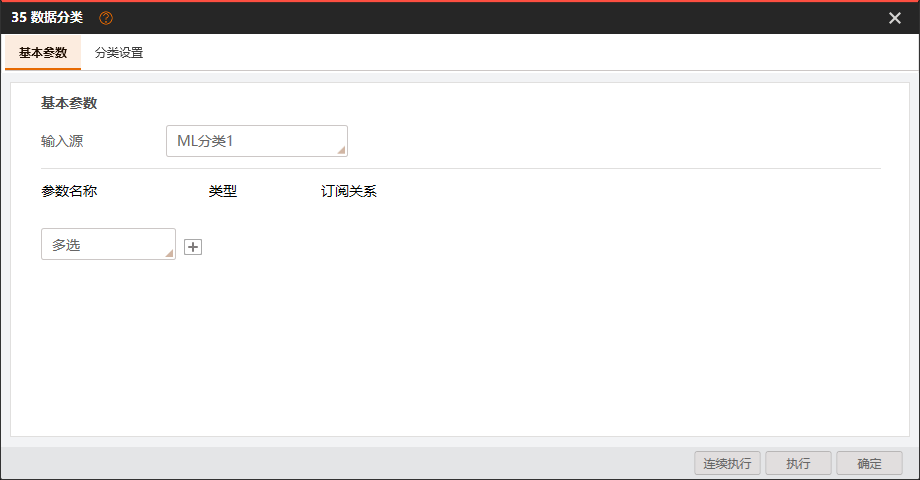 35 数据分类
基本参数 分类设置
基本参数
输入源 ML分类1
参数名称 类型 订阅关系
多选
连续执行 执行 确定